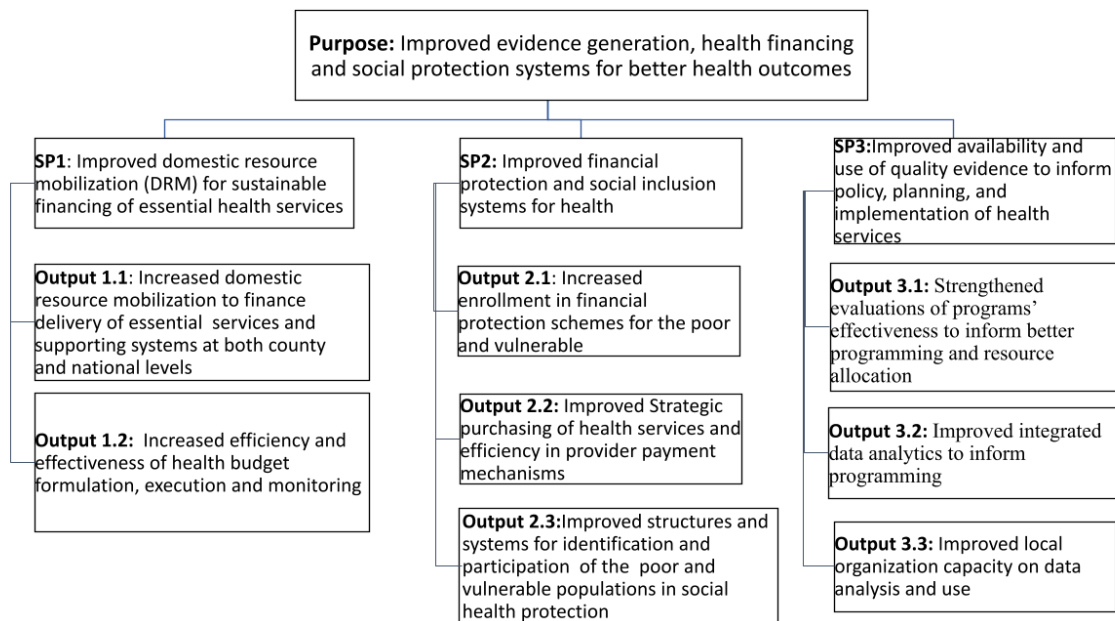 Purpose: Improved evidence generation, health financing
and social protection systems for better health outcomes
SP1: Improved domestic resource
mobilization (DRM) for sustainable
financing of essential health services
Output 1.1: Increased domestic
resource mobilization to finance
delivery of essential services and
supporting systems at both county
and national levels
Output 1.2: Increased efficiency and
effectiveness of health budget
formulation, execution and monitoring
SP2: Improved financial
protection and social inclusion
systems for health
Output 2.1: Increased
enrollment in financial
protection schemes for the poor
and vulnerable
Output 2.2: Improved Strategic
purchasing of health services and
efficiency in provider payment
mechanisms
Output 2.3:Improved structures and
systems for identification and
participation of the poor and
vulnerable populations in social
health protection
SP3:Improved availability and
use of quality evidence to inform
policy, planning, and
implementation of health
services
Output 3.1: Strengthened
evaluations of programs’
effectiveness to inform better
programming and resource
allocation
Output 3.2: Improved integrated
data analytics to inform
programming
Output 3.3: Improved local
organization capacity on data
analysis and use